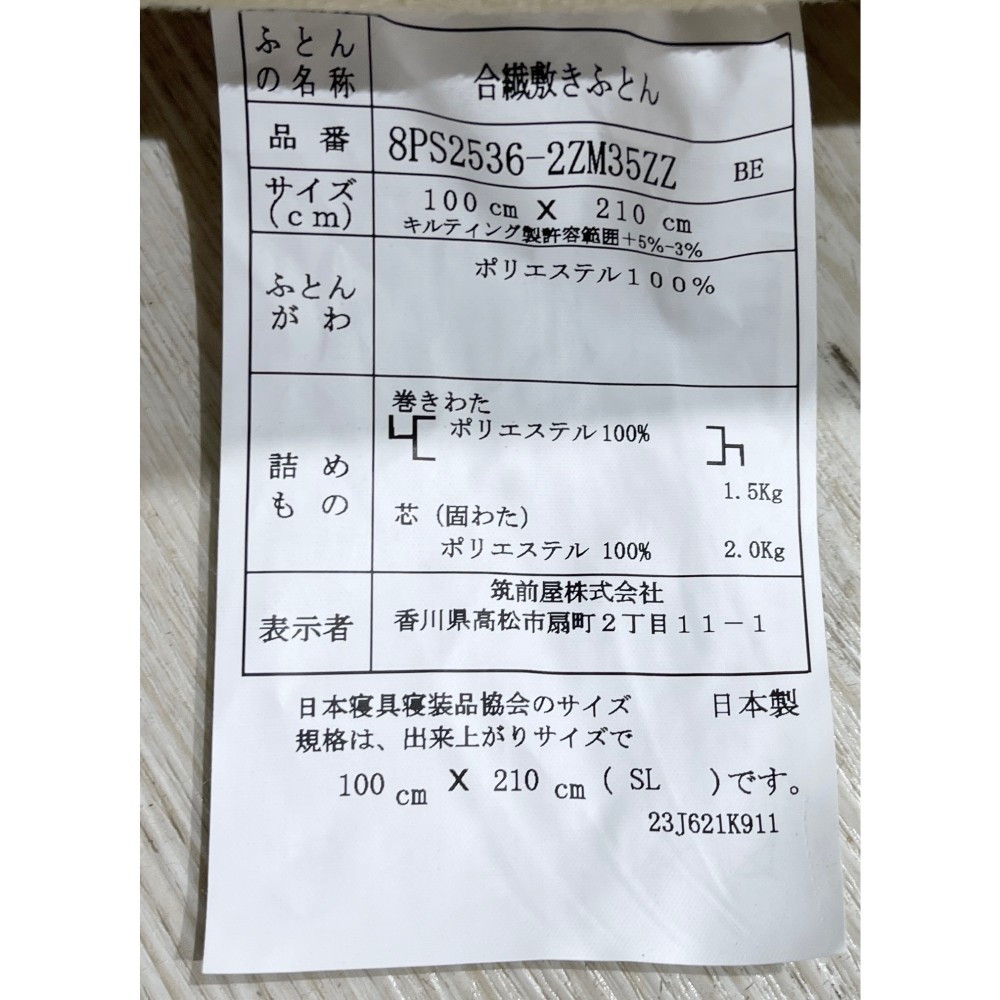 ふとん
の名称
合繊敷きふとん
品番
8PS2536-2ZM35ZZ BE
サイズ
(cm)
100 cm X 210 cm
キルティング製許容範囲+5%-3%
ふとん
がわ
ポリエステル100%
詰め
もの
巻きわた
ポリエステル100%
1.5Kg
芯（固わた）
ポリエステル 100% 2.0Kg
表示者
筑前屋株式会社
香川県高松市扇町2丁目11-1
日本寝具寝装品協会のサイズ 日本製
規格は、出来上がりサイズで
100 cm X 210 cm ( SL )です。
23J621K911